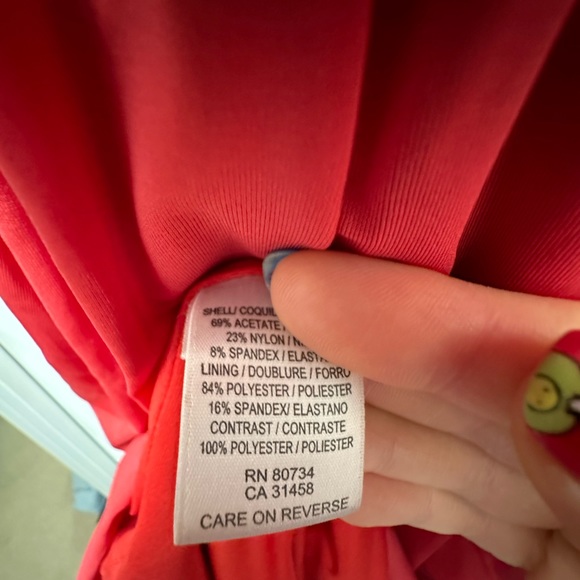 SHELL/ COQUIL
69% ACETATE
23% NYLON /
8% SPANDEX / ELASTA
LINING / DOUBLURE / FORRO
84% POLYESTER / POLIESTER
16% SPANDEX/ ELASTANO
CONTRAST / CONTRASTE
100% POLYESTER / POLIESTER
RN 80734
CA 31458
CARE ON REVERSE